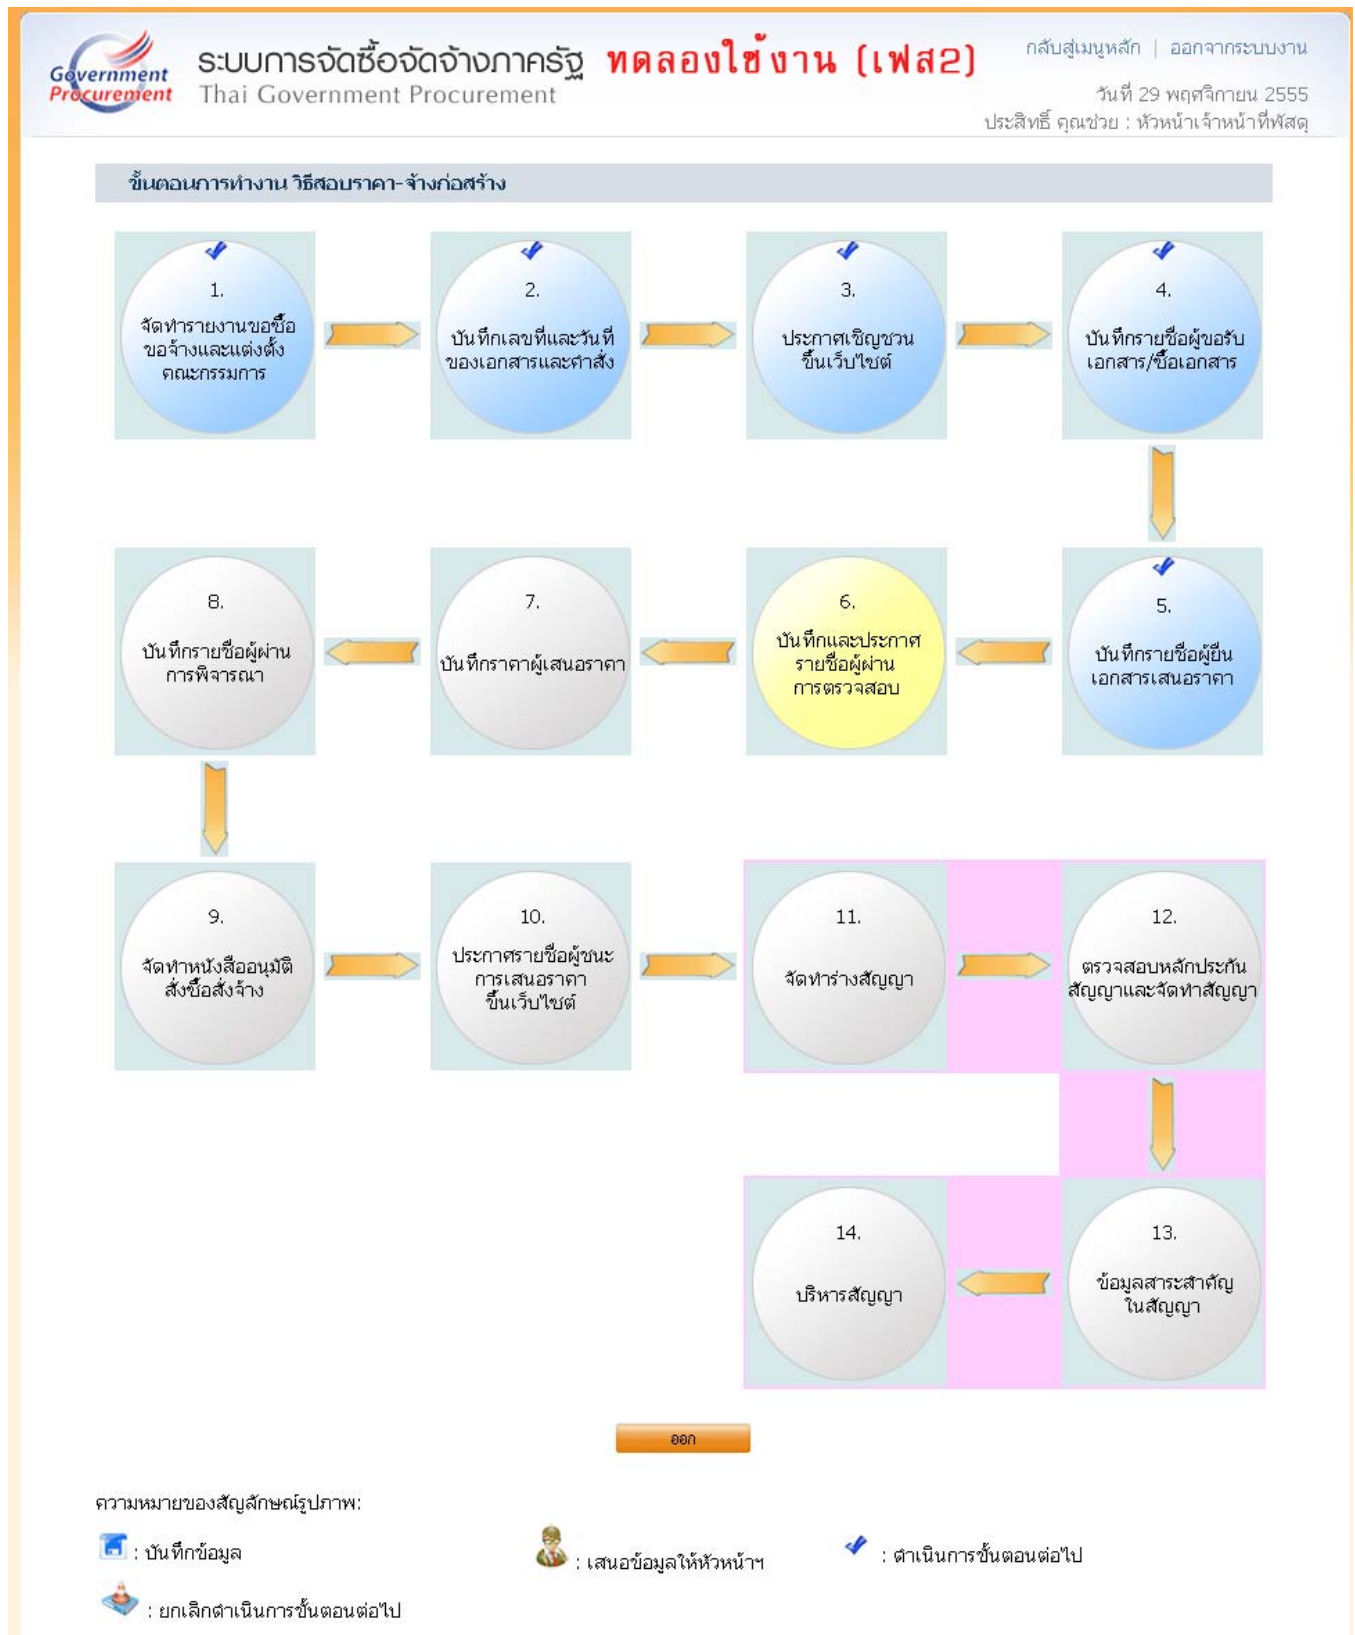 Government
Procurement
ระบบการจัดซื้อจัดจ้างภาครัฐ ทดลองใช้งาน (เฟส2)
Thai Government Procurement
กลับสู่เมนูหลัก | ออกจากระบบงาน
วันที่ 29 พฤศจิกายน 2555
ประสิทธิ์ คุณช่วย : หัวหน้าเจ้าหน้าที่พัสดุ
ขั้นตอนการทำงาน วิธีสอบราคา-จ้างก่อสร้าง
1.
จัดทำรายงานขอซื้อ
ขอจ้างและแต่งตั้ง
คณะกรรมการ
2.
บันทึกเลขที่และวันที่
ของเอกสารและคำสั่ง
3.
ประกาศเชิญชวน
ขึ้นเว็บไซต์
4.
บันทึกรายชื่อผู้ขอรับ
เอกสาร/ซื้อเอกสาร
5.
บันทึกรายชื่อผู้ยื่น
เอกสารเสนอราคา
6.
บันทึกและประกาศ
รายชื่อผู้ผ่าน
การตรวจสอบ
7.
บันทึกราคาผู้เสนอราคา
8.
บันทึกรายชื่อผู้ผ่าน
การพิจารณา
9.
จัดทำหนังสืออนุมัติ
สั่งซื้อสั่งจ้าง
10.
ประกาศรายชื่อผู้ชนะ
การเสนอราคา
ขึ้นเว็บไซต์
11.
จัดทำร่างสัญญา
12.
ตรวจสอบหลักประกัน
สัญญาและจัดทำสัญญา
13.
ข้อมูลสาระสำคัญ
ในสัญญา
14.
บริหารสัญญา
ออก
ความหมายของสัญลักษณ์รูปภาพ:
: บันทึกข้อมูล
: เสนอข้อมูลให้หัวหน้าฯ
: ดำเนินการขั้นตอนต่อไป
: ยกเลิกดำเนินการขั้นตอนต่อไป